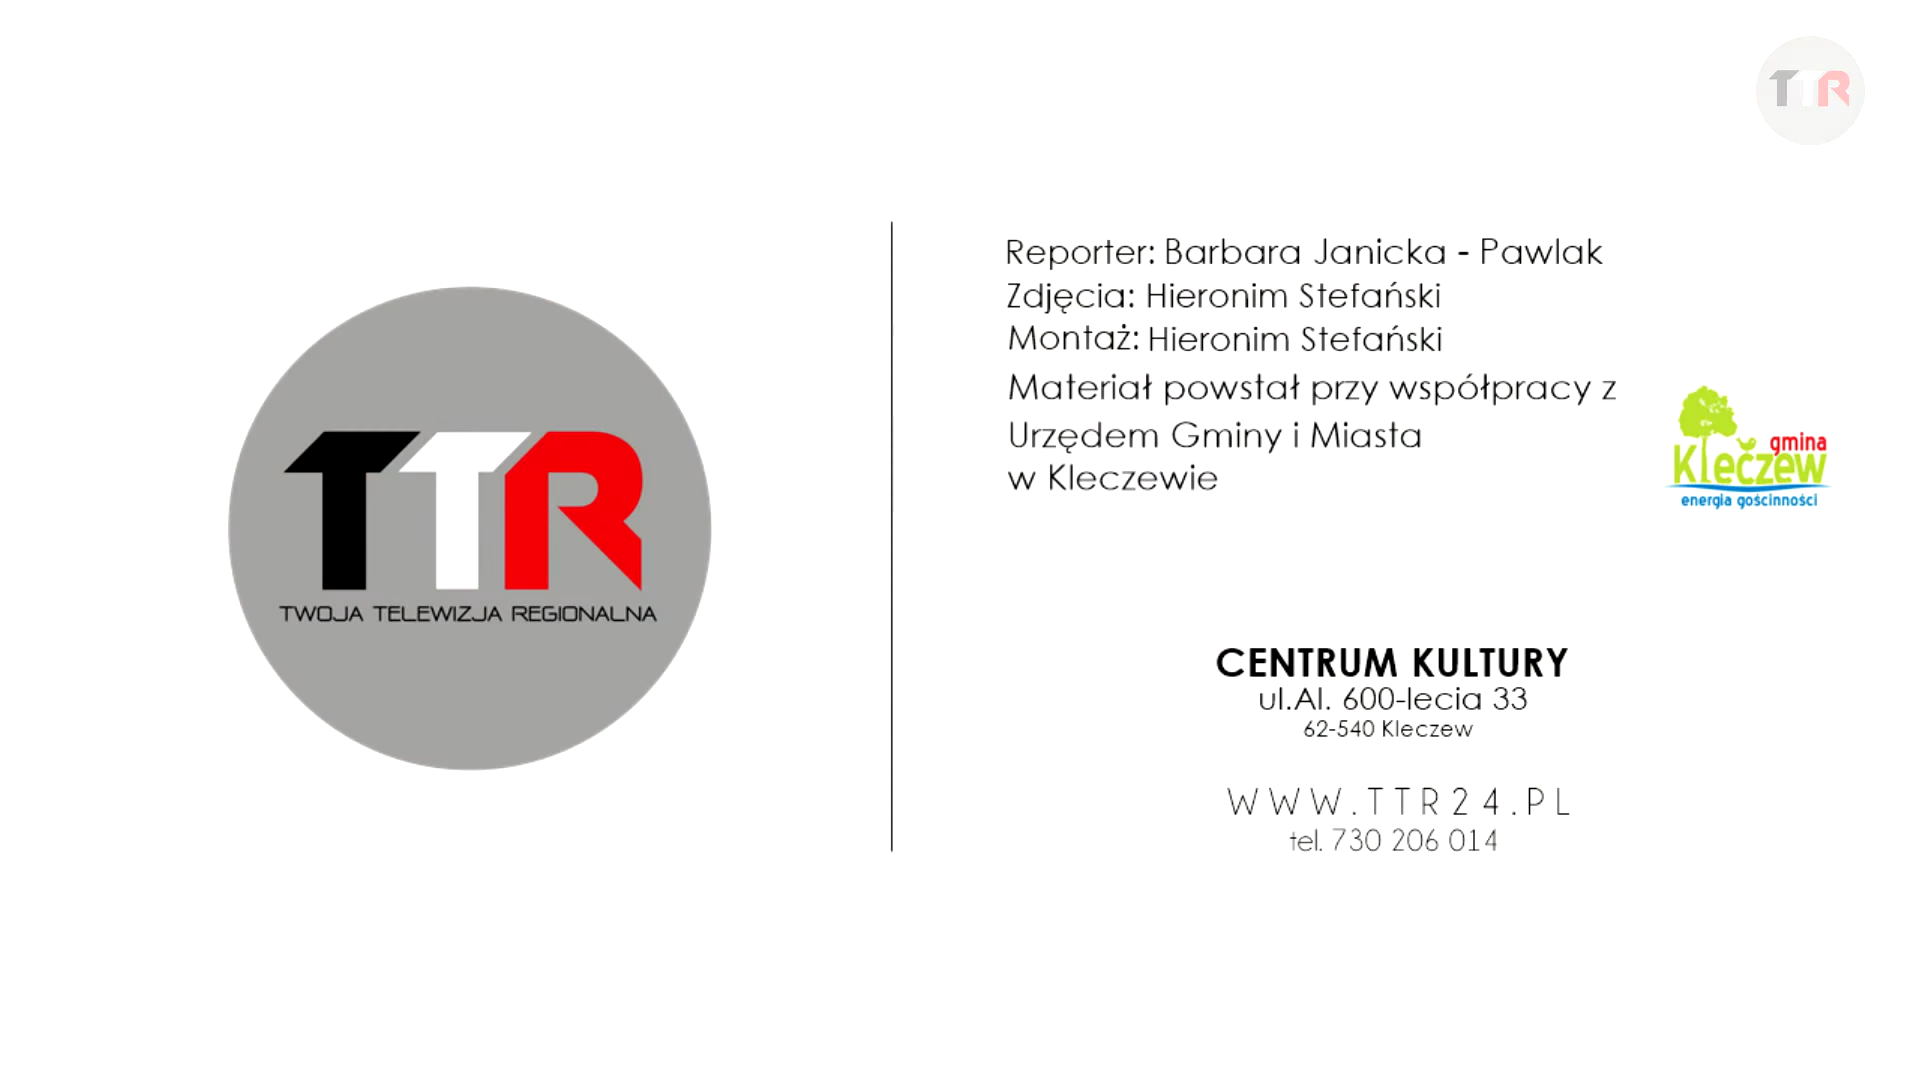 TTR
TTR
TWOJA TELEWIZJA REGIONALNA
Reporter: Barbara Janicka - Pawlak
Zdjęcia: Hieronim Stefański
Montaż: Hieronim Stefański
Materiał powstał przy współpracy z
Urzędem Gminy i Miasta
w Kleczewie
gmina
Kleczew
energia gościnności
CENTRUM KULTURY
ul.Al. 600-lecia 33
62-540 Kleczew
WWW.TTR24.PL
tel. 730 206 014